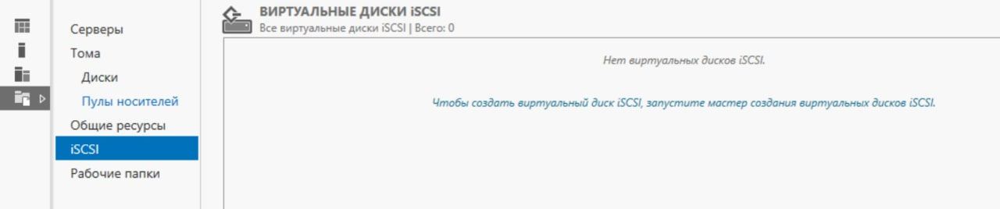 Серверы
Тома
Диски
Пулы носителей
Общие ресурсы
iSCSI
Рабочие папки
ВИРТУАЛЬНЫЕ ДИСКИ iSCSI
Все виртуальные диски iSCSI | Всего: 0
Нет виртуальных дисков iSCSI.
Чтобы создать виртуальный диск iSCSI, запустите мастер создания виртуальных дисков iSCSI.